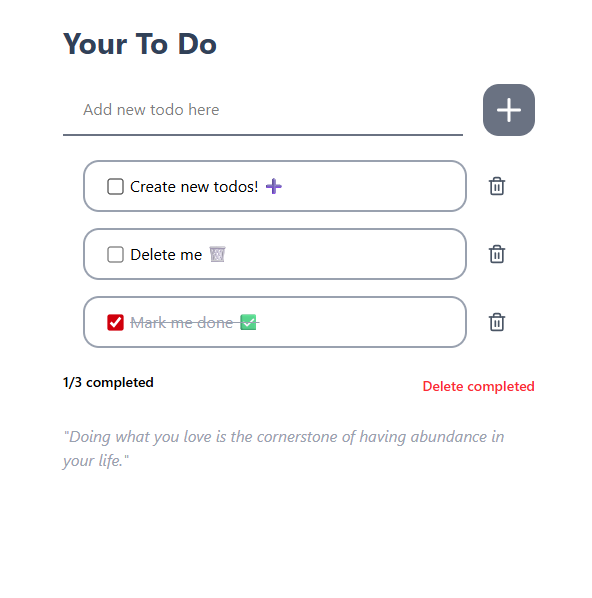 Your To Do
Add new todo here
Create new todos! ➕
Delete me 🗑️
Mark me done ✅
1/3 completed
Delete completed
"Doing what you love is the cornerstone of having abundance in
your life."